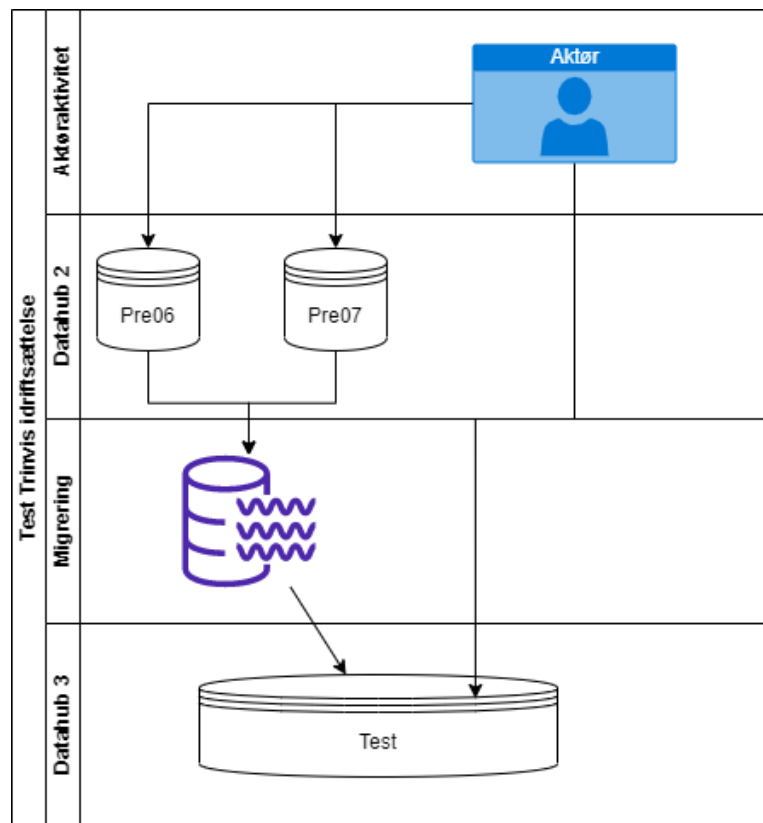 Test Trinvis idriftsættelse
Aktøraktivitet
Aktør
Datahub 2
Pre06
Pre07
Migrering
Datahub 3
Test